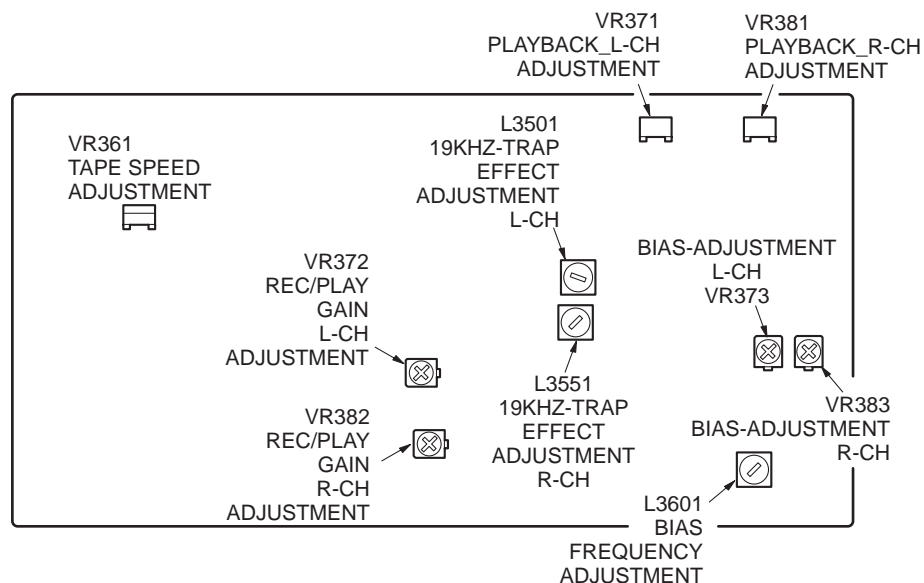 VR371
PLAYBACK_L-CH
ADJUSTMENT
VR381
PLAYBACK_R-CH
ADJUSTMENT
VR361
TAPE SPEED
ADJUSTMENT
L3501
19KHZ-TRAP
EFFECT
ADJUSTMENT
L-CH
VR372
REC/PLAY
GAIN
L-CH
ADJUSTMENT
BIAS-ADJUSTMENT
L-CH
VR373
VR382
REC/PLAY
GAIN
R-CH
ADJUSTMENT
L3551
19KHZ-TRAP
EFFECT
ADJUSTMENT
R-CH
VR383
BIAS-ADJUSTMENT
R-CH
L3601
BIAS
FREQUENCY
ADJUSTMENT